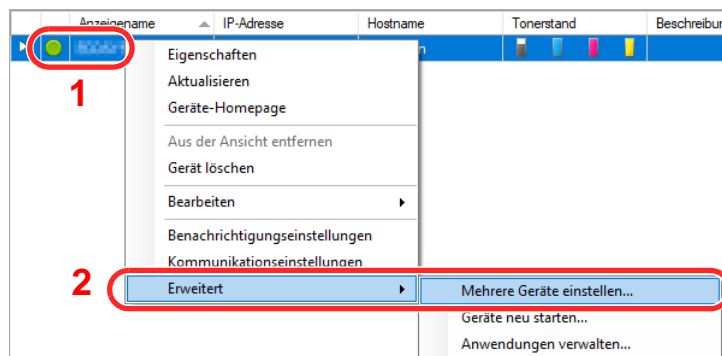 Anzeigename IP-Adresse Hostname Tonerstand Beschreibun
1
Eigenschaften
Aktualisieren
Geräte-Homepage
Aus der Ansicht entfernen
Gerät löschen
Bearbeiten
Benachrichtigungseinstellungen
Kommunikationseinstellungen
2 Erweitert Mehrere Geräte einstellen...
Geräte neu starten...
Anwendungen verwalten...